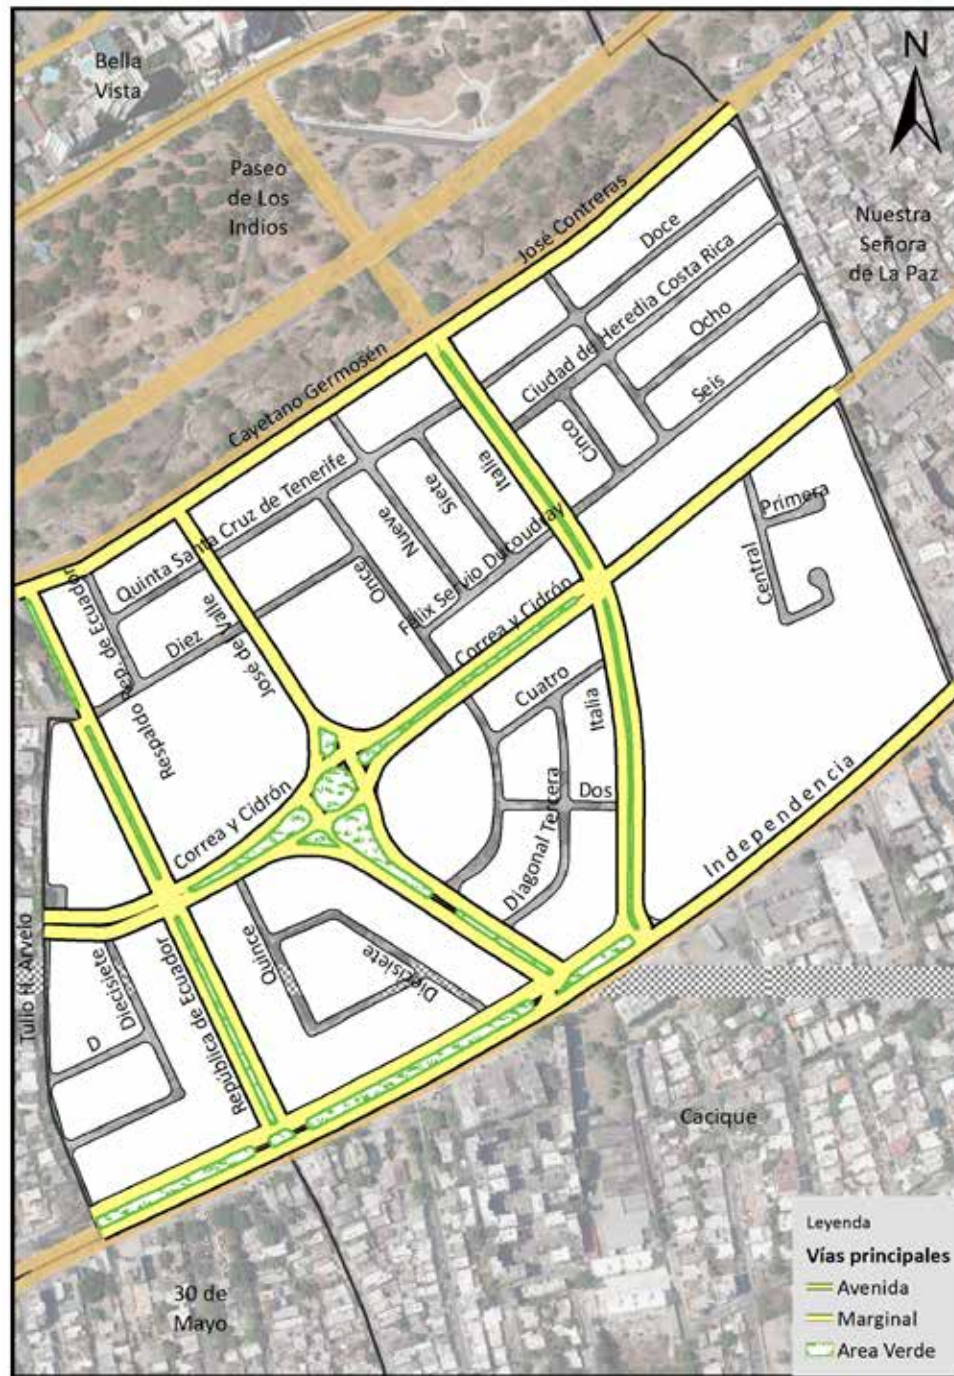 Bella
Vista
N
Paseo
de Los
Indios
José Contreras
Doce
Nuestra
Señora
de La Paz
Ciudad de Heredia Costa Rica
Ocho
Cayetano Germosén
Seis
Cinco
Italia
Siete
Quinta Santa Cruz de Tenerife
Nueve
Primera
Central
Félix Servio Ducoudray
Once
Respaldo Rep. de Ecuador
Diez
José del Valle
Correa y Cidrón
Cuatro
Italia
Dos
Diagonal Tercera
Independencia
Correa y Cidrón
Tulio H. Arvelo
Diecisiete
D
República de Ecuador
Quince
Diecisiete
Cacique
30 de
Mayo
Leyenda
Vías principales
Avenida
Marginal
Area Verde